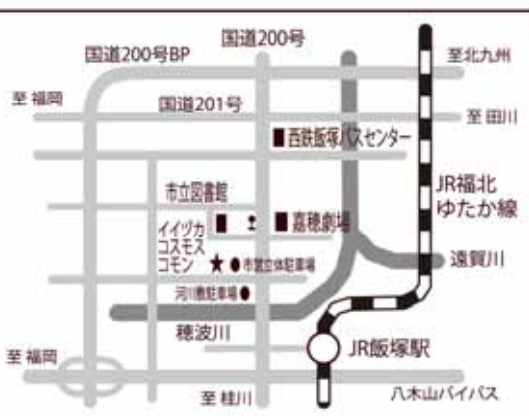 国道200号
国道200号BP
至 北九州
至 福岡
国道201号
至 田川
西鉄飯塚バスセンター
JR福北
ゆたか線
市立図書館
嘉穂劇場
イイヅカ
コスモス
コモン
市営立体駐車場
遠賀川
河川敷駐車場
穂波川
JR飯塚駅
至 福岡
至 桂川
八木山バイパス